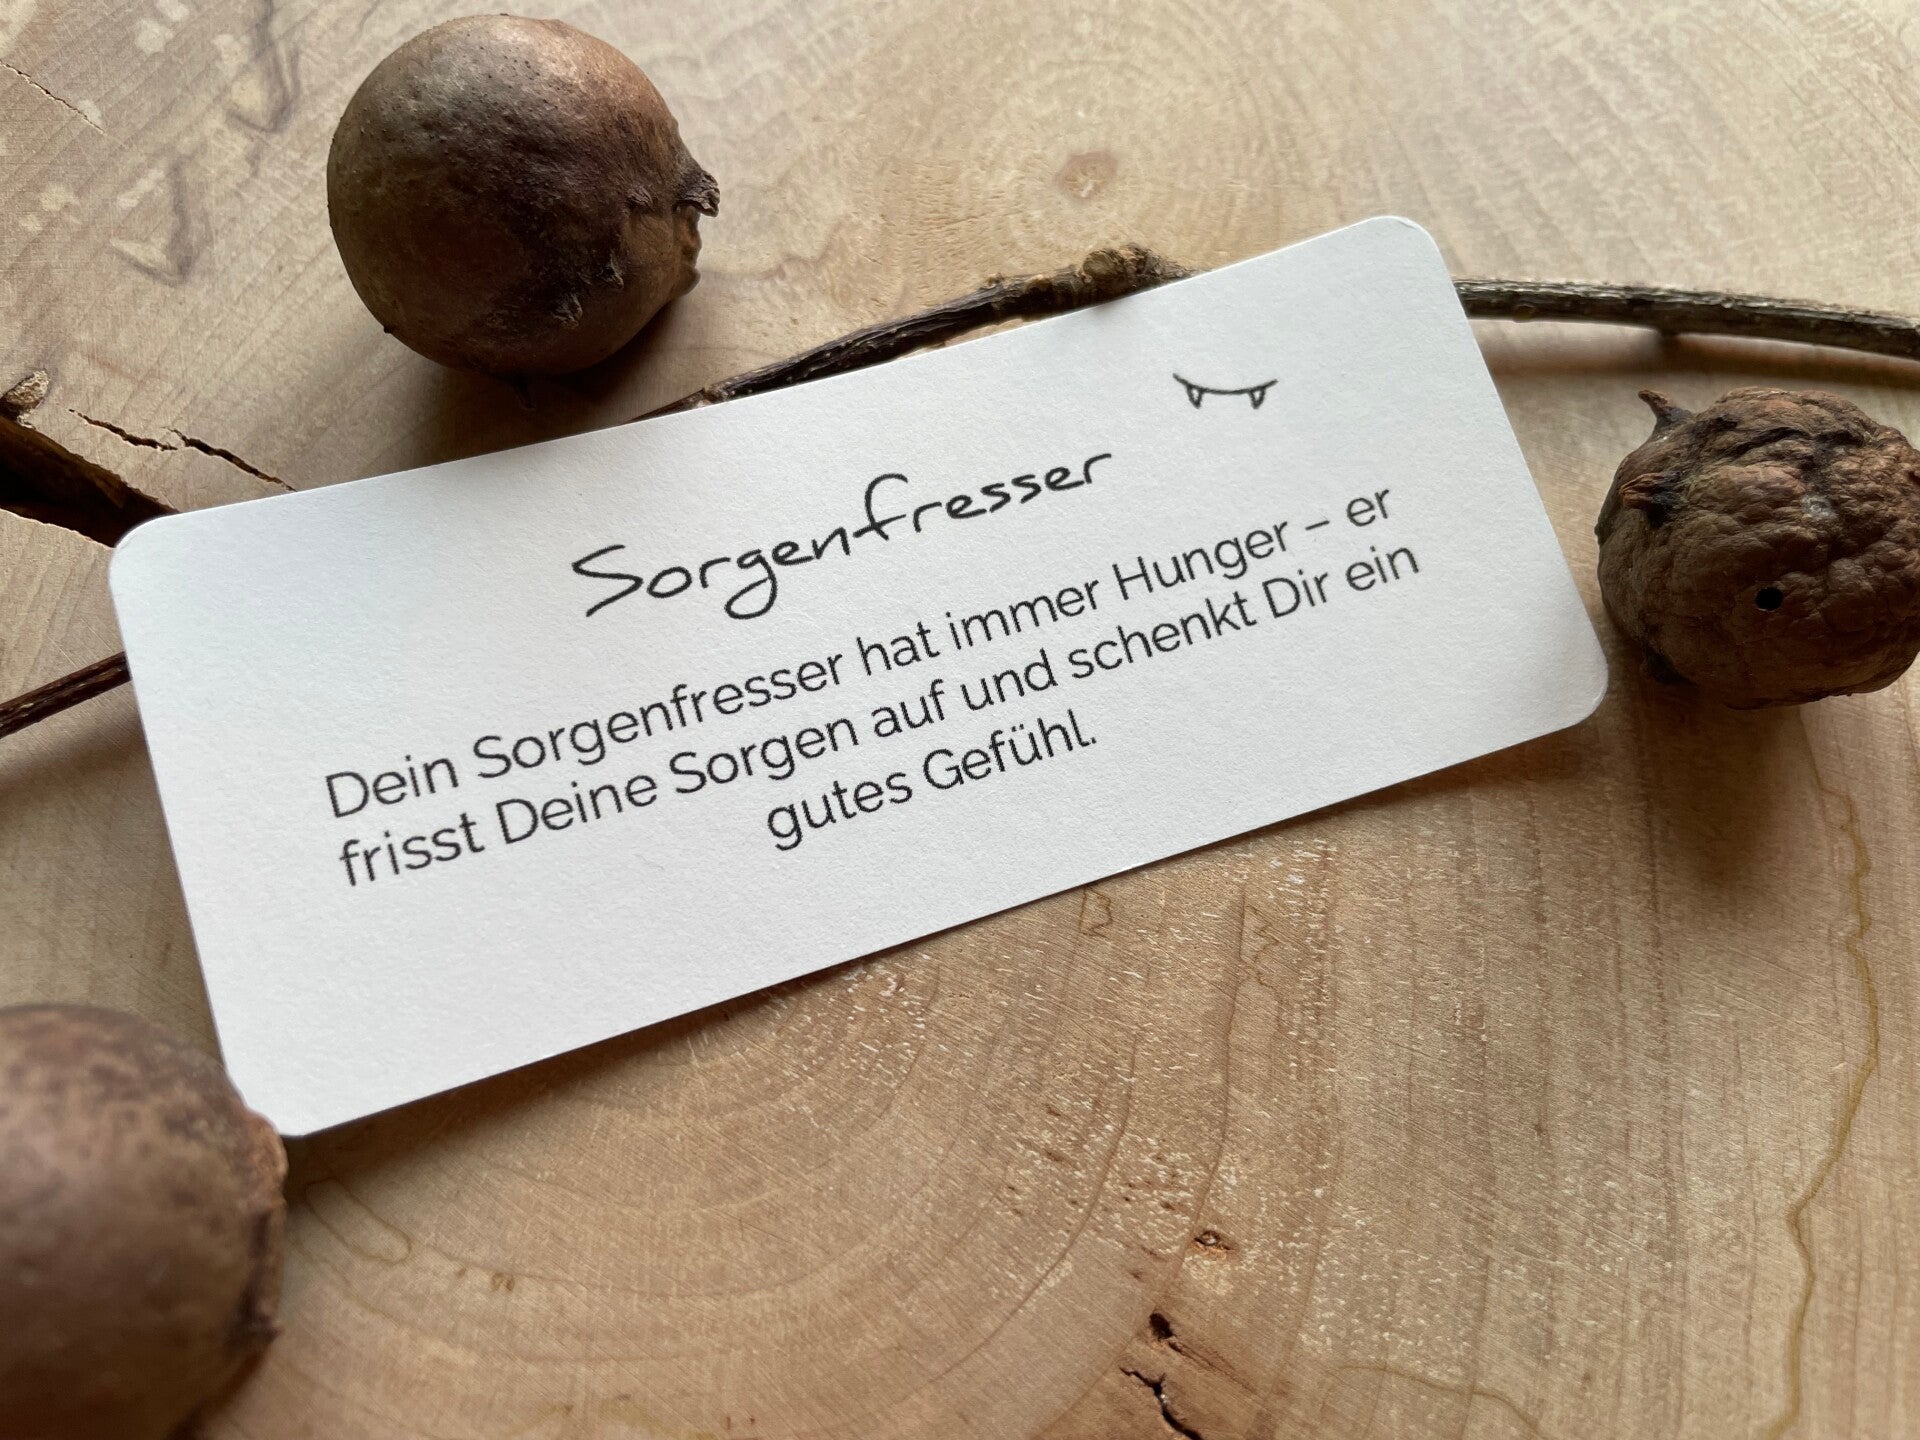 Sorgenfresser
Dein Sorgenfresser hat immer Hunger – er
frisst Deine Sorgen auf und schenkt Dir ein
gutes Gefühl.